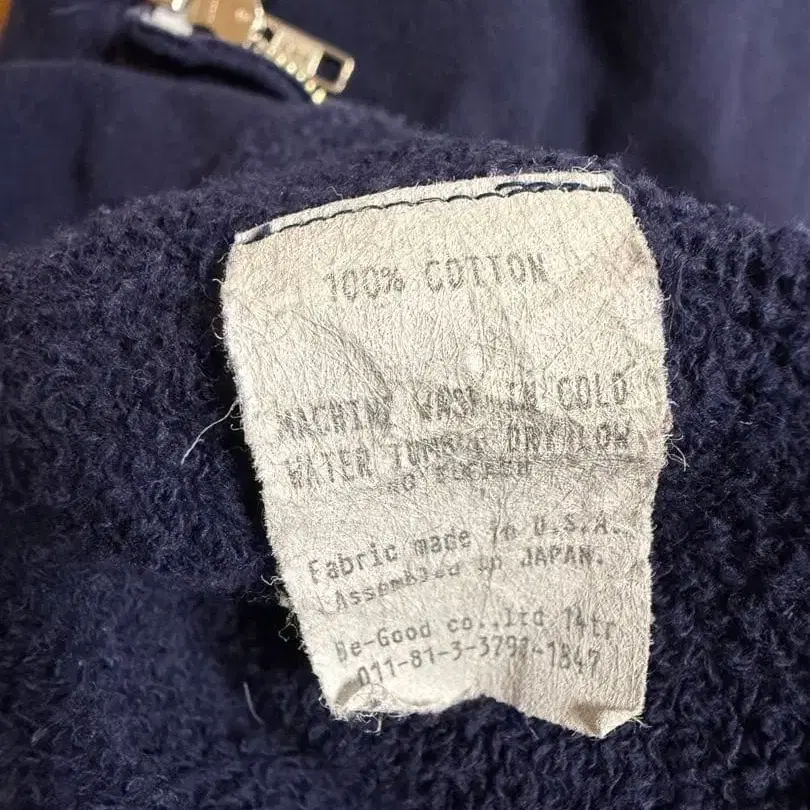 100% COTTON
MACHINE WASH IN COLD
WATER TUMBLE DRY LOW
NO BLEACH
Fabric made in U.S.A.
Assembled in JAPAN.
-Good co.,ltd